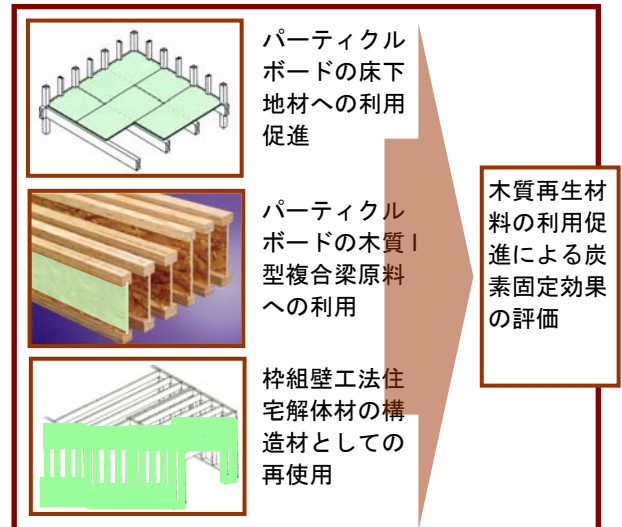 パーティクル
ボードの床下
地材への利用
促進
パーティクル
ボードの木質I
型複合梁原料
への利用
枠組壁工法住
宅解体材の構
造材としての
再使用
木質再生材
料の利用促
進による炭
素固定効果
の評価